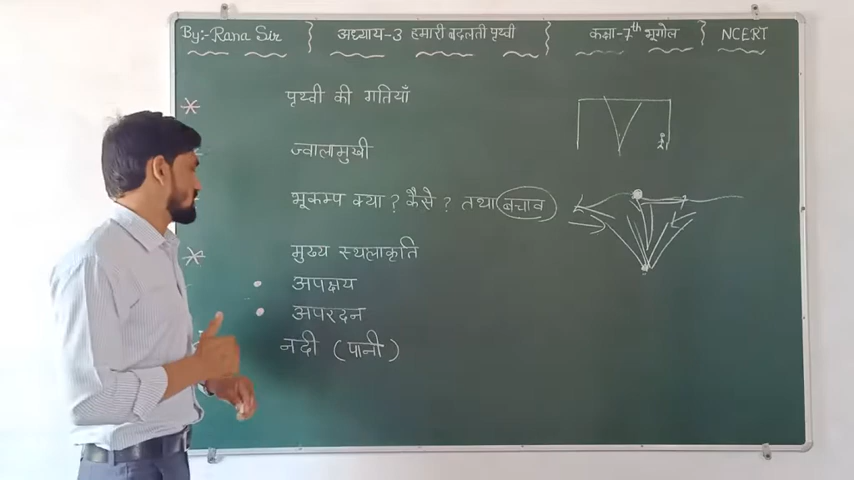 By:-Rana Sir } अध्याय-3 हमारी बदलती पृथ्वी } कक्षा-7th भूगोल } NCERT
* पृथ्वी की गतियाँ
ज्वालामुखी
भूकम्प क्या? कैसे? तथा बचाव
* मुख्य स्थलाकृति
• अपक्षय
• अपरदन
नदी (पानी)